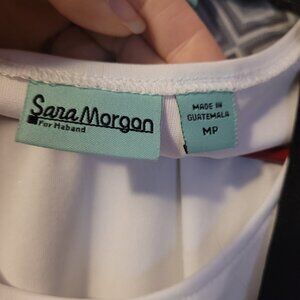 Sara Morgan
For Haband
MADE IN
GUATEMALA
MP